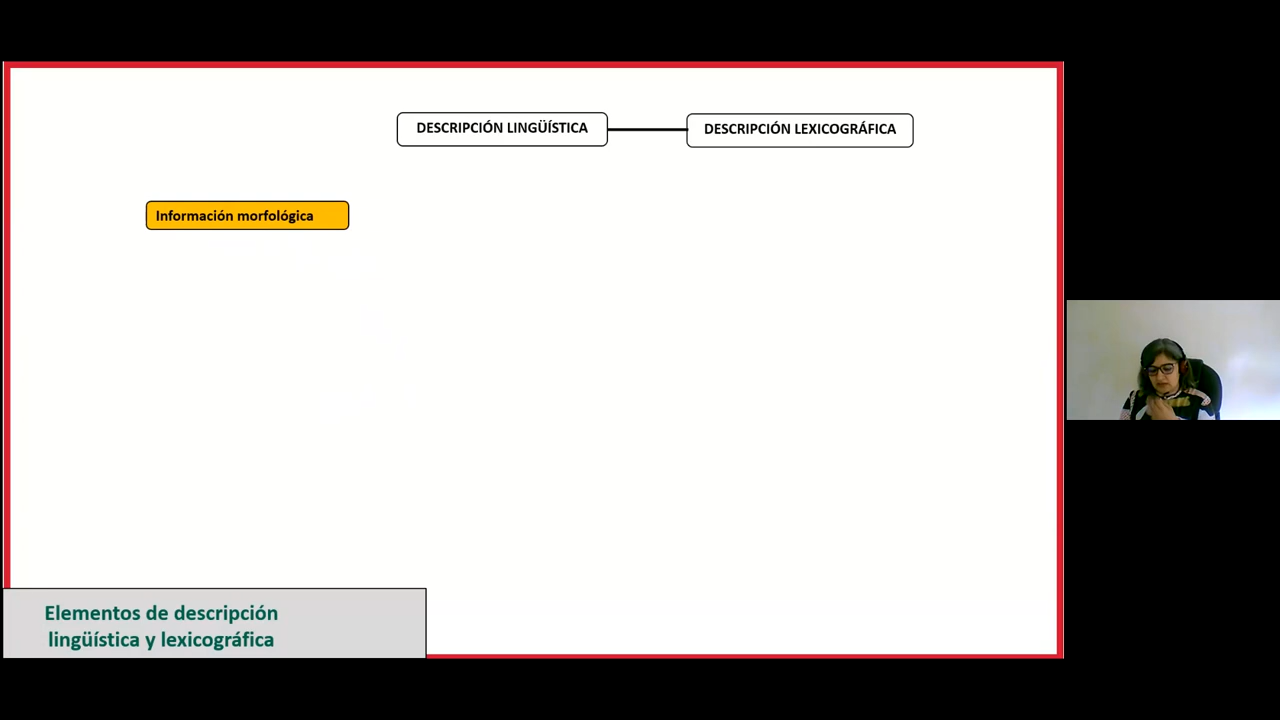 DESCRIPCIÓN LINGÜÍSTICA
DESCRIPCIÓN LEXICOGRÁFICA
Información morfológica
Elementos de descripción
lingüística y lexicográfica